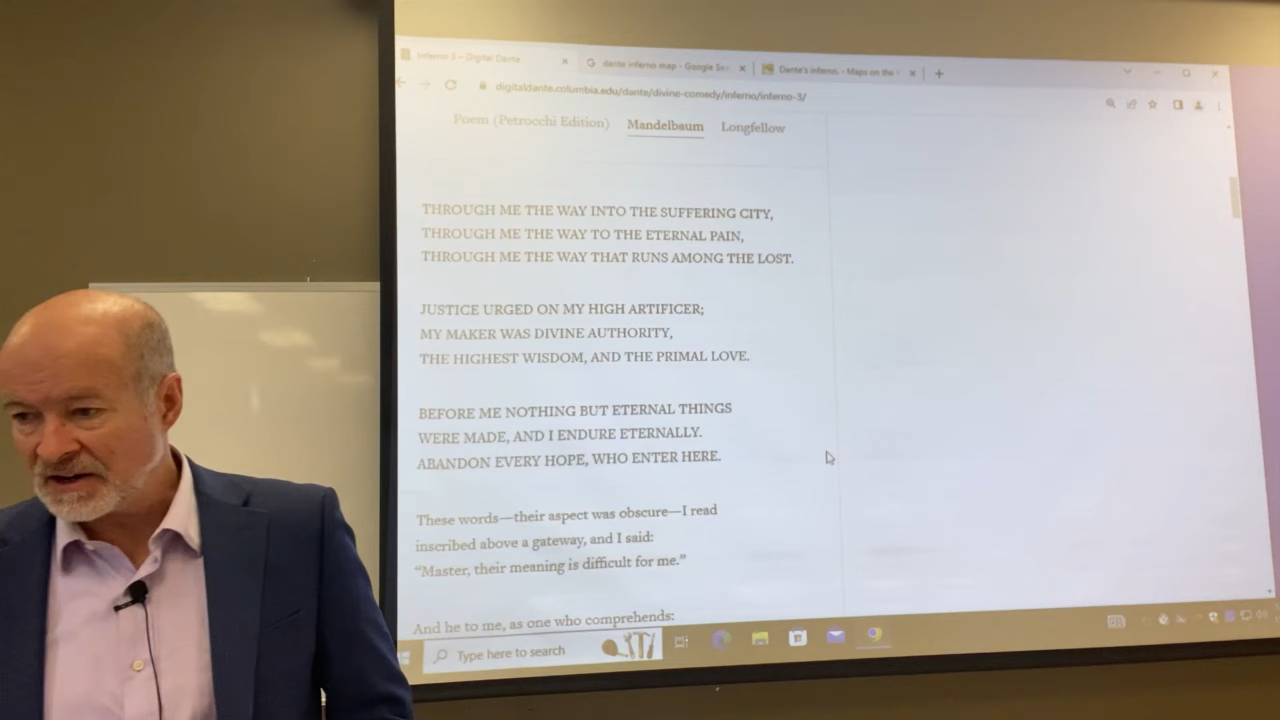 Inferno 3 – Digital Dante
dante inferno map - Google Se
Dante's inferno. - Maps on the
digitaldante.columbia.edu/dante/divine-comedy/inferno/inferno-3/
Poem (Petrocchi Edition) Mandelbaum Longfellow
THROUGH ME THE WAY INTO THE SUFFERING CITY,
THROUGH ME THE WAY TO THE ETERNAL PAIN,
THROUGH ME THE WAY THAT RUNS AMONG THE LOST.
JUSTICE URGED ON MY HIGH ARTIFICER;
MY MAKER WAS DIVINE AUTHORITY,
THE HIGHEST WISDOM, AND THE PRIMAL LOVE.
BEFORE ME NOTHING BUT ETERNAL THINGS
WERE MADE, AND I ENDURE ETERNALLY.
ABANDON EVERY HOPE, WHO ENTER HERE.
These words—their aspect was obscure—I read
inscribed above a gateway, and I said:
“Master, their meaning is difficult for me.”
And he to me, as one who comprehends:
Type here to search